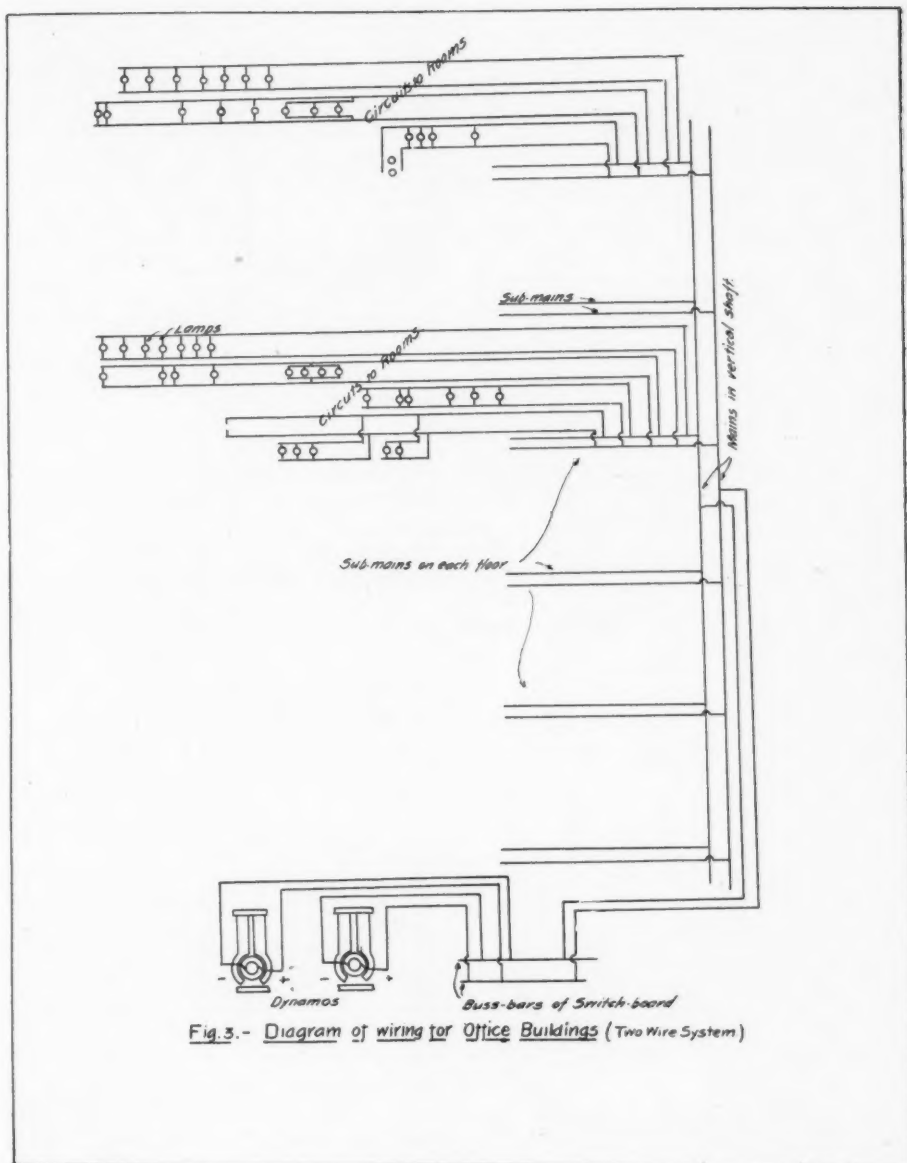 Circuits to Rooms
Sub-mains
Mains in vertical shaft.
Lamps
Circuits to Rooms
Sub-mains on each floor
- + - +
Dynamos
Buss-bars of Switch-board
Fig.3.- Diagram of wiring for Office Buildings (Two Wire System)